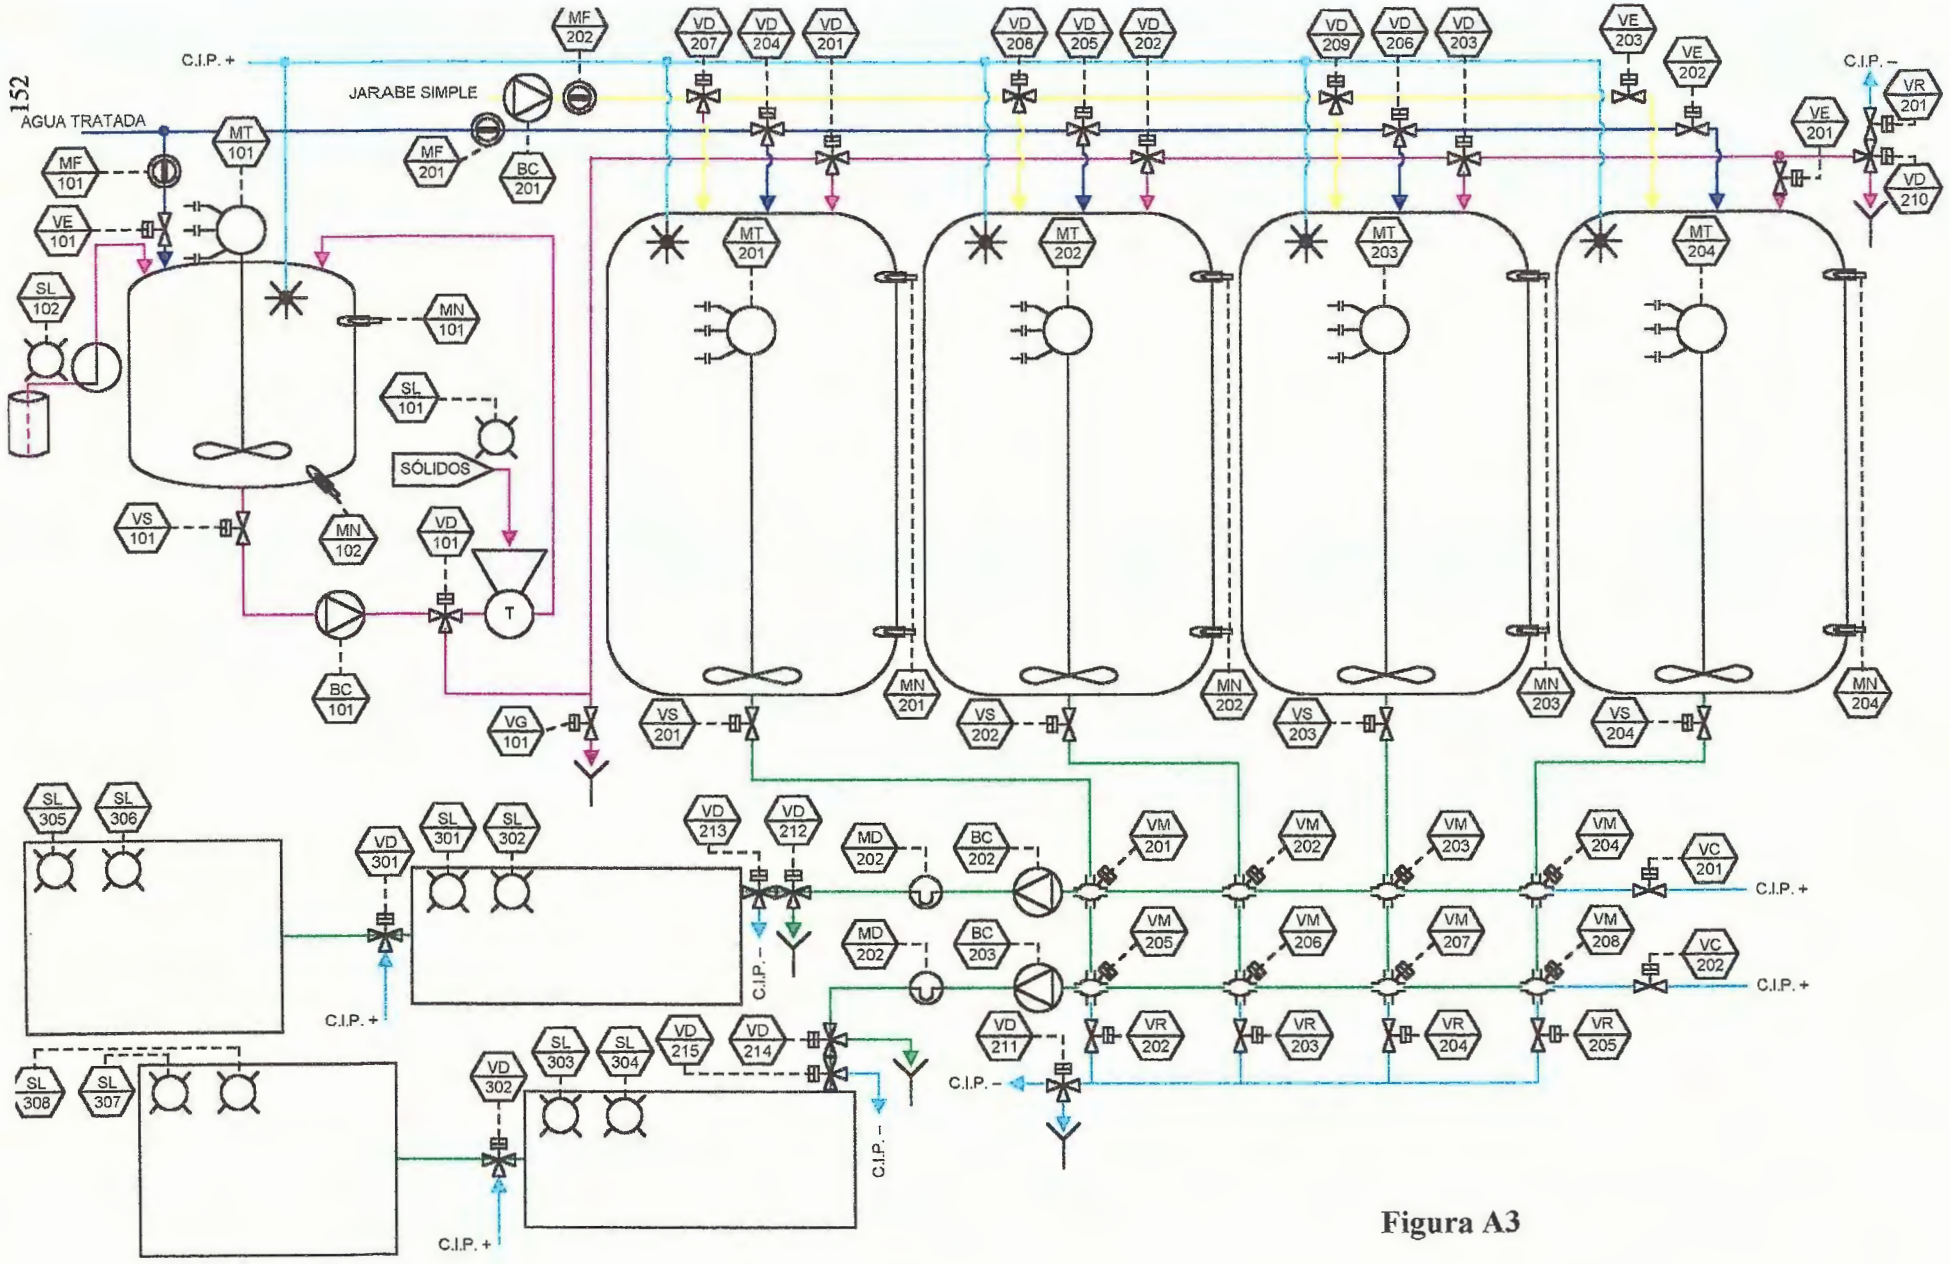 152
MF
202
VD
207
VD
204
VD
201
VD
208
VD
205
VD
202
VD
209
VD
206
VD
203
VE
203
VE
202
C.I.P. +
C.I.P. –
VR
201
JARABE SIMPLE
AGUA TRATADA
MT
101
MF
101
MF
201
BC
201
VE
201
VD
210
VE
101
MT
201
MT
202
MT
203
MT
204
SL
102
MN
101
SL
101
SÓLIDOS
VS
101
MN
102
VD
101
T
BC
101
VG
101
VS
201
MN
201
VS
202
MN
202
VS
203
MN
203
VS
204
MN
204
SL
305
SL
306
VD
301
SL
301
SL
302
VD
213
VD
212
MD
202
BC
202
VM
201
VM
202
VM
203
VM
204
VC
201
C.I.P. +
C.I.P. –
MD
202
BC
203
VM
205
VM
206
VM
207
VM
208
VC
202
C.I.P. +
C.I.P. +
SL
308
SL
307
VD
302
SL
303
SL
304
VD
215
VD
214
VD
211
VR
202
VR
203
VR
204
VR
205
C.I.P. –
C.I.P. –
C.I.P. +
Figura A3